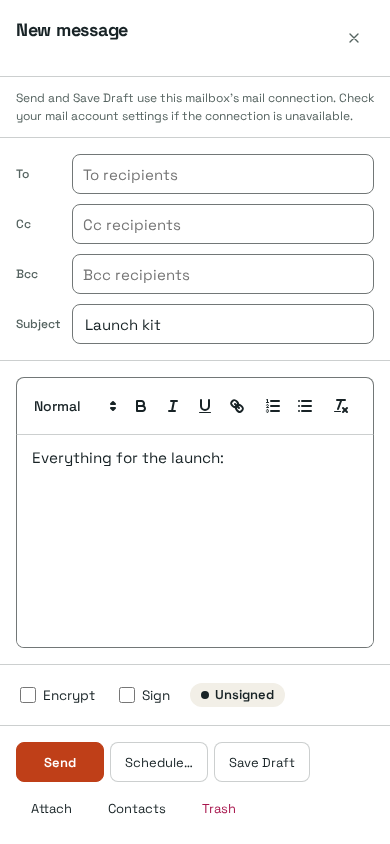 New message
Send and Save Draft use this mailbox's mail connection. Check
your mail account settings if the connection is unavailable.
To
To recipients
Cc
Cc recipients
Bcc
Bcc recipients
Subject
Launch kit
Normal
Everything for the launch:
Encrypt
Sign
Unsigned
Send
Schedule...
Save Draft
Attach
Contacts
Trash